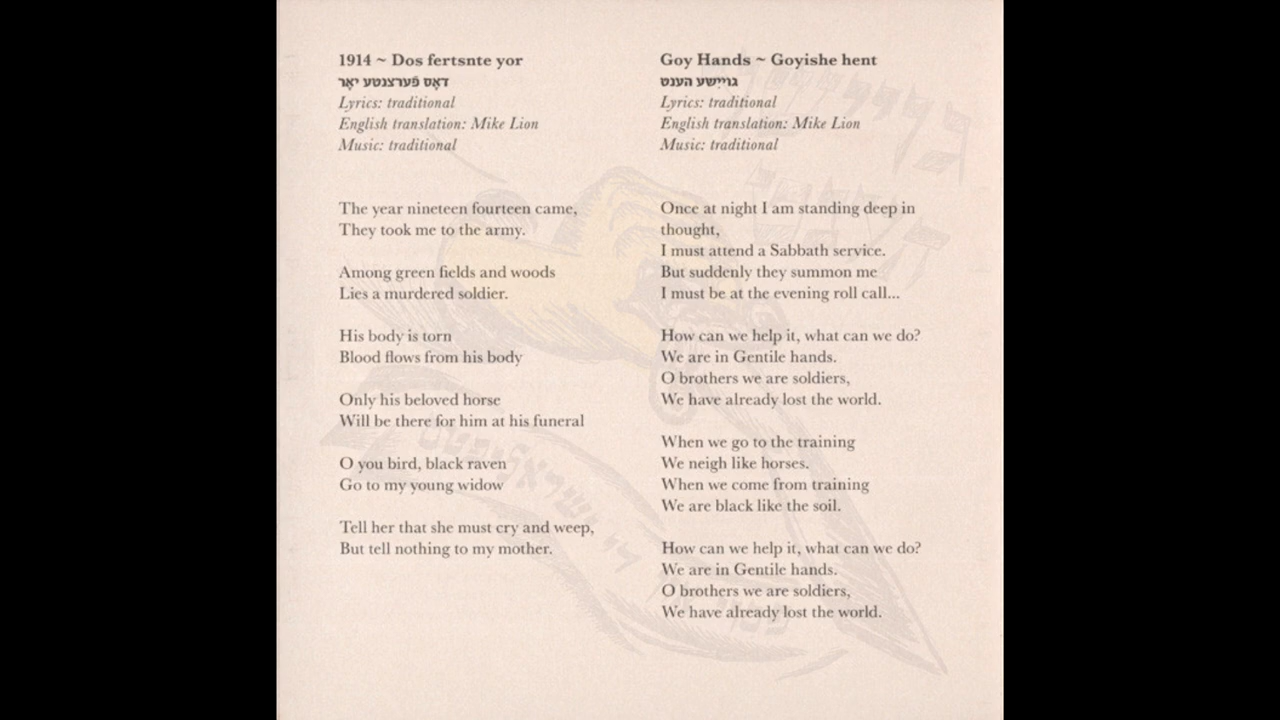 1914 ~ Dos fertsnte yor
דאָס פֿערצנטע יאָר
Lyrics: traditional
English translation: Mike Lion
Music: traditional
The year nineteen fourteen came,
They took me to the army.
Among green fields and woods
Lies a murdered soldier.
His body is torn
Blood flows from his body
Only his beloved horse
Will be there for him at his funeral
O you bird, black raven
Go to my young widow
Tell her that she must cry and weep,
But tell nothing to my mother.
Goy Hands ~ Goyishe hent
גוייִשע הענט
Lyrics: traditional
English translation: Mike Lion
Music: traditional
Once at night I am standing deep in
thought,
I must attend a Sabbath service.
But suddenly they summon me
I must be at the evening roll call...
How can we help it, what can we do?
We are in Gentile hands.
O brothers we are soldiers,
We have already lost the world.
When we go to the training
We neigh like horses.
When we come from training
We are black like the soil.
How can we help it, what can we do?
We are in Gentile hands.
O brothers we are soldiers,
We have already lost the world.